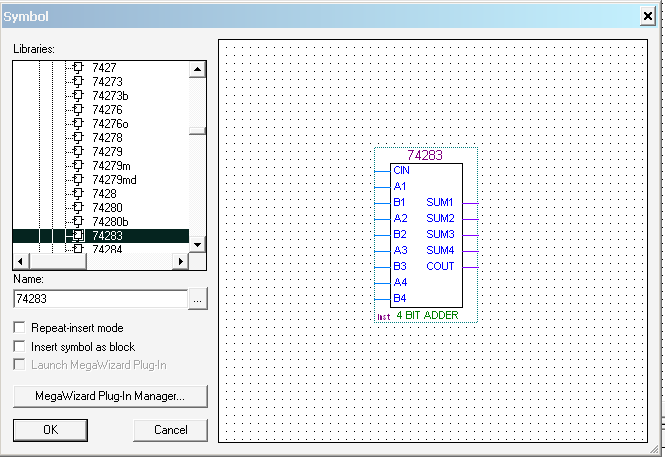 Symbol
Libraries:
7427
74273
74273b
74276
74276o
74278
74279
74279m
74279md
7428
74280
74280b
74283
74284
Name:
74283
...
Repeat-insert mode
Insert symbol as block
Launch MegaWizard Plug-In
MegaWizard Plug-In Manager...
OK
Cancel
74283
CIN
A1
B1 SUM1
A2 SUM2
B2 SUM3
A3 SUM4
B3 COUT
A4
B4
inst 4 BIT ADDER